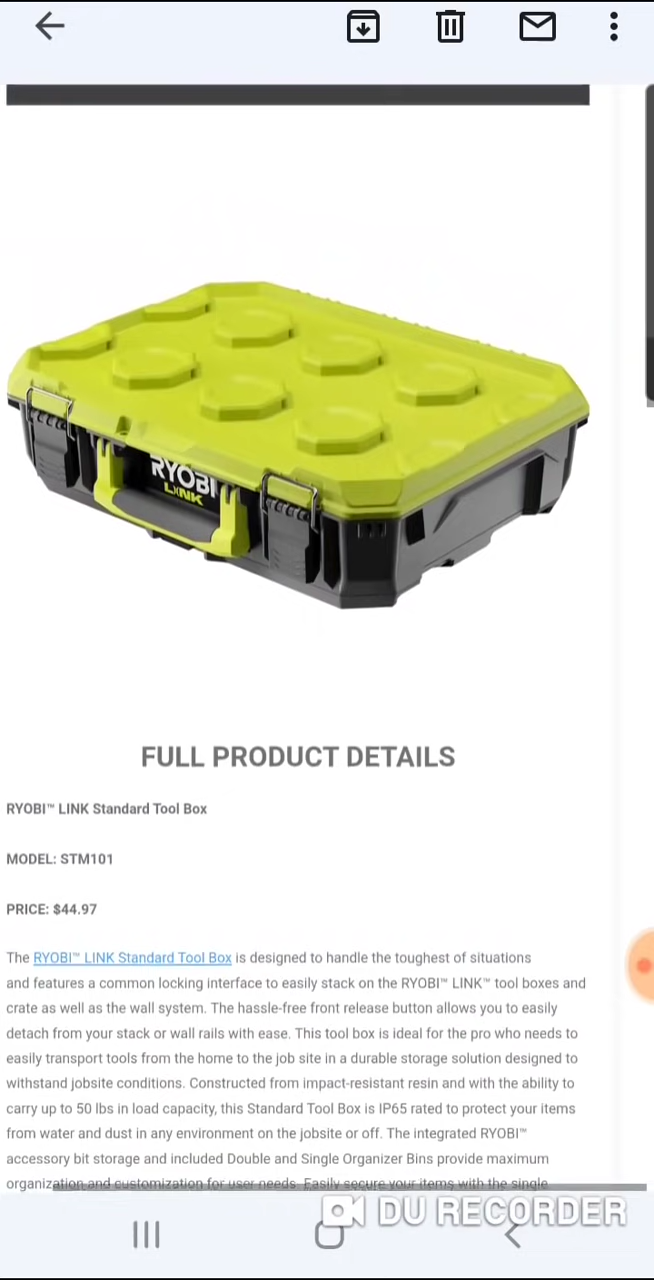 RYOBI
LINK
FULL PRODUCT DETAILS
RYOBI™ LINK Standard Tool Box
MODEL: STM101
PRICE: $44.97
The RYOBI™ LINK Standard Tool Box is designed to handle the toughest of situations
and features a common locking interface to easily stack on the RYOBI™ LINK™ tool boxes and
crate as well as the wall system. The hassle-free front release button allows you to easily
detach from your stack or wall rails with ease. This tool box is ideal for the pro who needs to
easily transport tools from the home to the job site in a durable storage solution designed to
withstand jobsite conditions. Constructed from impact-resistant resin and with the ability to
carry up to 50 lbs in load capacity, this Standard Tool Box is IP65 rated to protect your items
from water and dust in any environment on the jobsite or off. The integrated RYOBI™
accessory bit storage and included Double and Single Organizer Bins provide maximum
organization and customization for user needs. Easily secure your items with the single
DU RECORDER